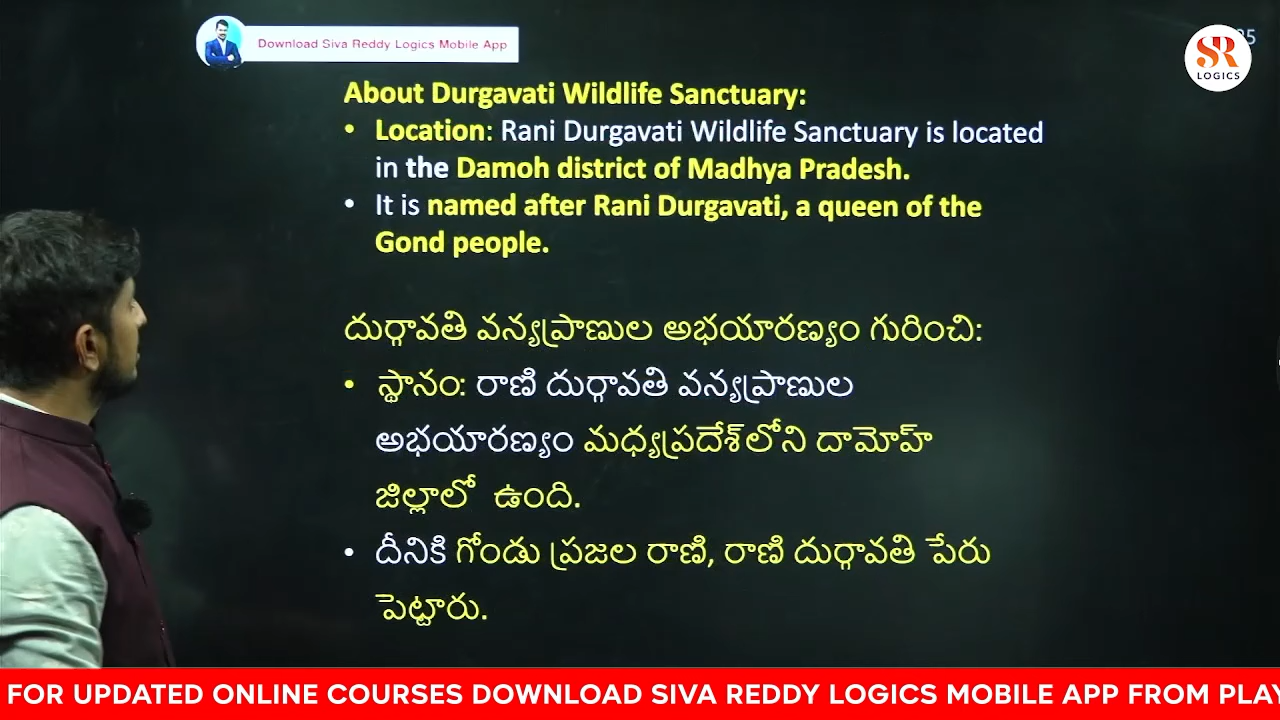 Download Siva Reddy Logics Mobile App
SR
LOGICS
About Durgavati Wildlife Sanctuary:
• Location: Rani Durgavati Wildlife Sanctuary is located
in the Damoh district of Madhya Pradesh.
• It is named after Rani Durgavati, a queen of the
Gond people.
దుర్గావతి వన్యప్రాణుల అభయారణ్యం గురించి:
• స్థానం: రాణి దుర్గావతి వన్యప్రాణుల
అభయారణ్యం మధ్యప్రదేశ్‌లోని దామోహ్
జిల్లాలో ఉంది.
• దీనికి గోండు ప్రజల రాణి, రాణి దుర్గావతి పేరు
పెట్టారు.
FOR UPDATED ONLINE COURSES DOWNLOAD SIVA REDDY LOGICS MOBILE APP FROM PLAY